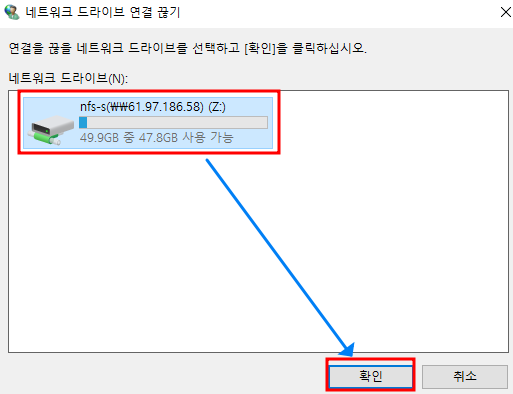 네트워크 드라이브 연결 끊기
연결을 끊을 네트워크 드라이브를 선택하고 [확인]을 클릭하십시오.
네트워크 드라이브(N):
nfs-s(₩₩61.97.186.58) (Z:)
49.9GB 중 47.8GB 사용 가능
확인
취소